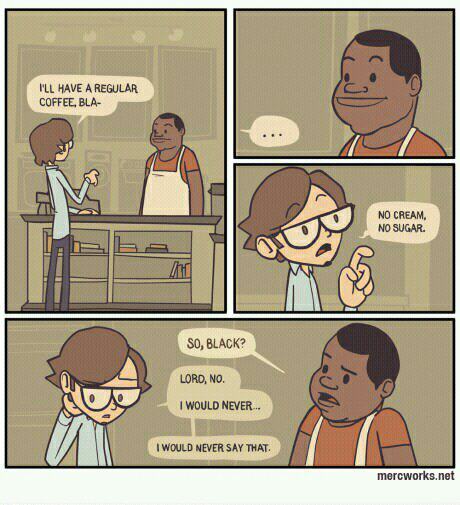 I'LL HAVE A REGULAR
COFFEE, BLA-
...
NO CREAM,
NO SUGAR.
SO, BLACK?
LORD, NO.
I WOULD NEVER...
I WOULD NEVER SAY THAT.
mercworks.net